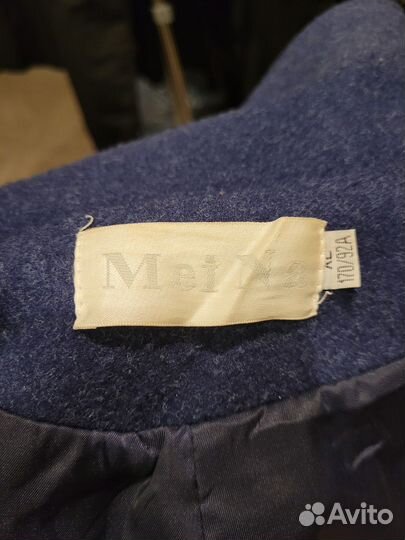 Mei Na
XL
170/92A
Avito